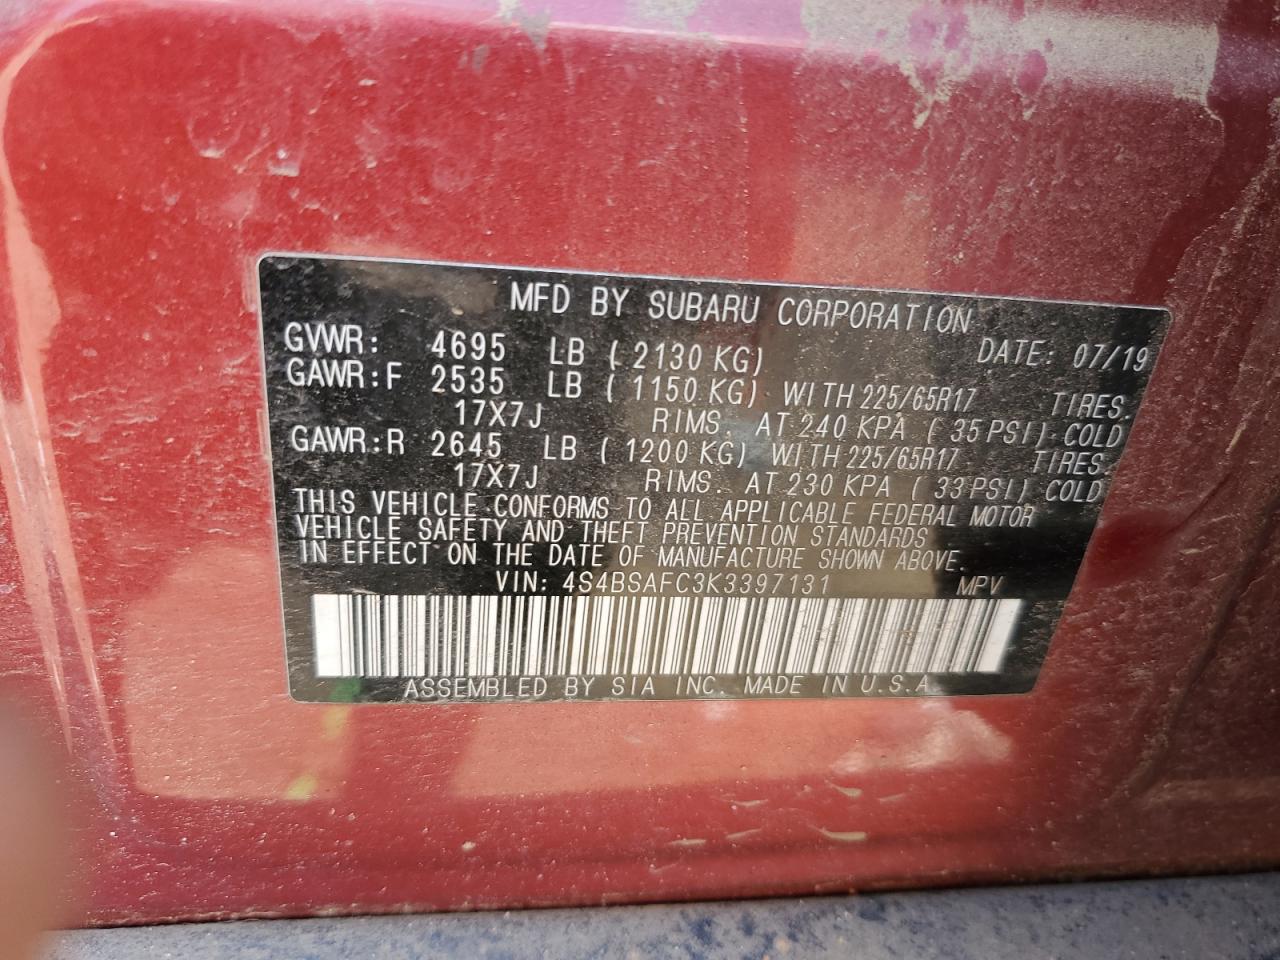 MFD BY SUBARU CORPORATION
GVWR: 4695 LB ( 2130 KG) DATE: 07/19
GAWR:F 2535 LB ( 1150 KG) WITH 225/65R17 TIRES.
17X7J RIMS. AT 240 KPA ( 35 PSI) COLD
GAWR:R 2645 LB ( 1200 KG) WITH 225/65R17 TIRES.
17X7J RIMS. AT 230 KPA ( 33 PSI) COLD
THIS VEHICLE CONFORMS TO ALL APPLICABLE FEDERAL MOTOR
VEHICLE SAFETY AND THEFT PREVENTION STANDARDS
IN EFFECT ON THE DATE OF MANUFACTURE SHOWN ABOVE.
VIN: 4S4BSAFC3K3397131 MPV
ASSEMBLED BY SIA INC. MADE IN U.S.A